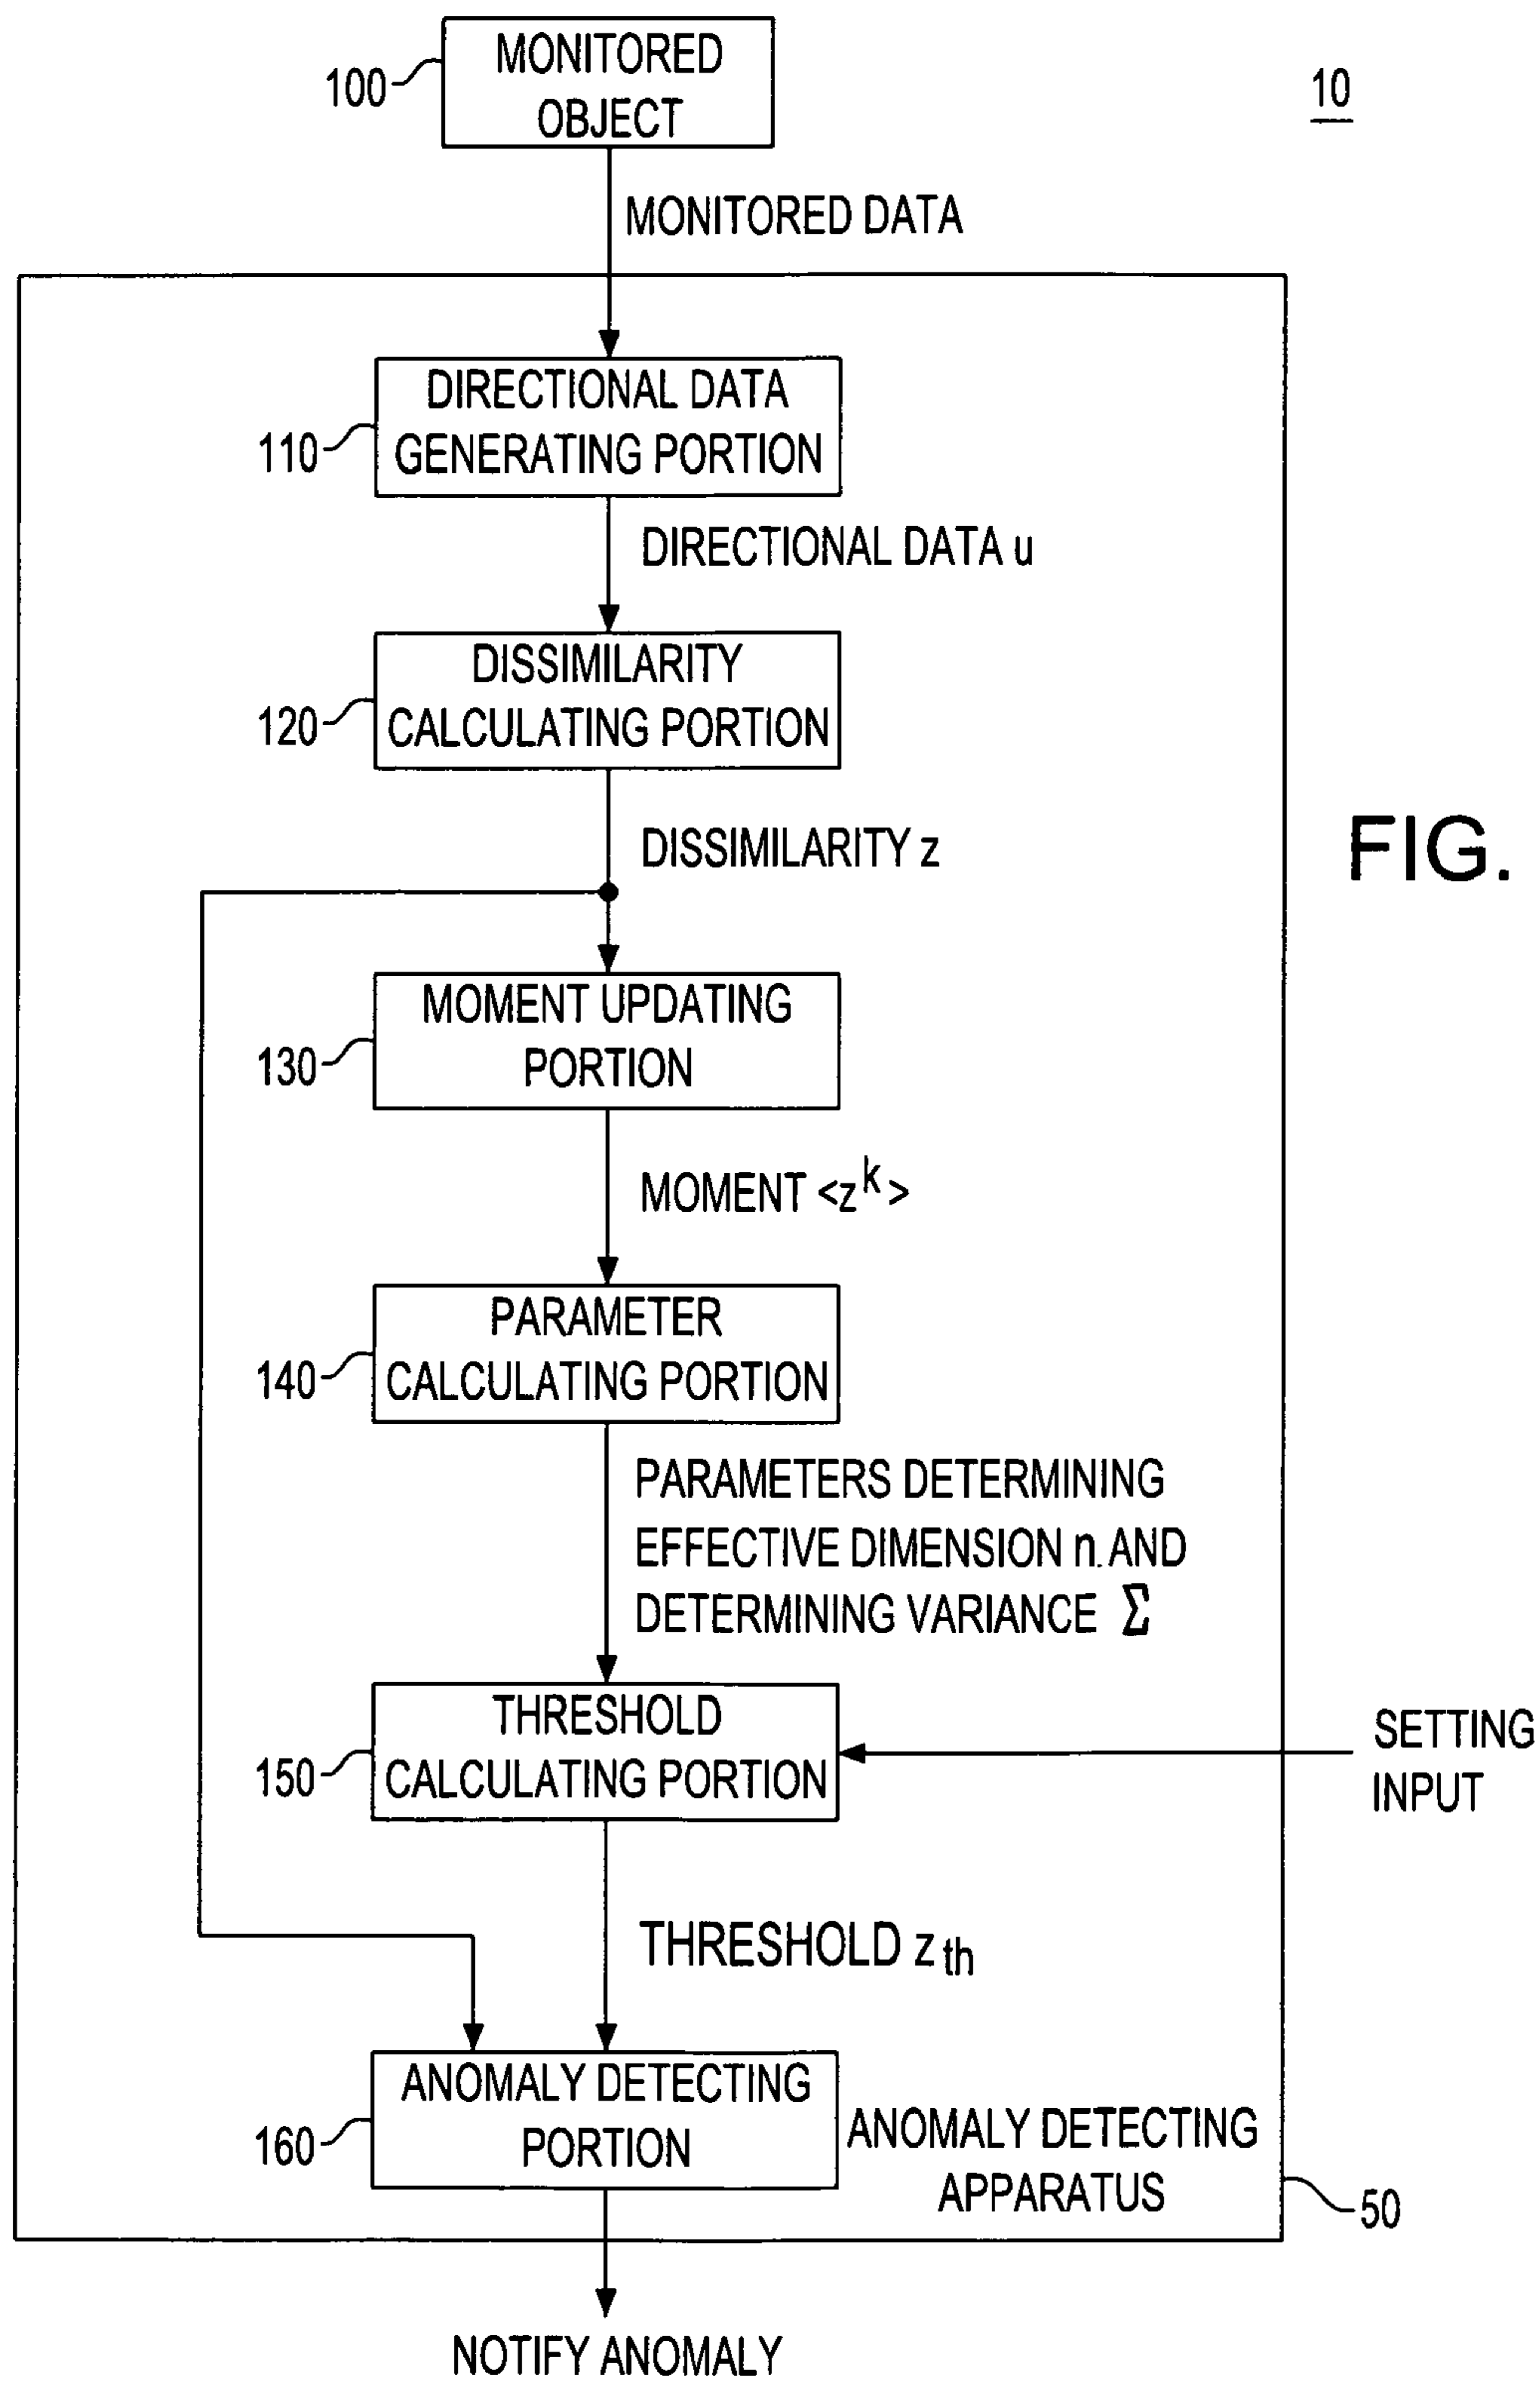 MONITORED
OBJECT
100
10
MONITORED DATA
DIRECTIONAL DATA
GENERATING PORTION
110
DIRECTIONAL DATA u
DISSIMILARITY
CALCULATING PORTION
120
DISSIMILARITY z
FIG.
MOMENT UPDATING
PORTION
130
MOMENT <z^k>
PARAMETER
CALCULATING PORTION
140
PARAMETERS DETERMINING
EFFECTIVE DIMENSION n AND
DETERMINING VARIANCE Σ
THRESHOLD
CALCULATING PORTION
150
SETTING
INPUT
THRESHOLD z_th
ANOMALY DETECTING
PORTION
160
ANOMALY DETECTING
APPARATUS
50
NOTIFY ANOMALY